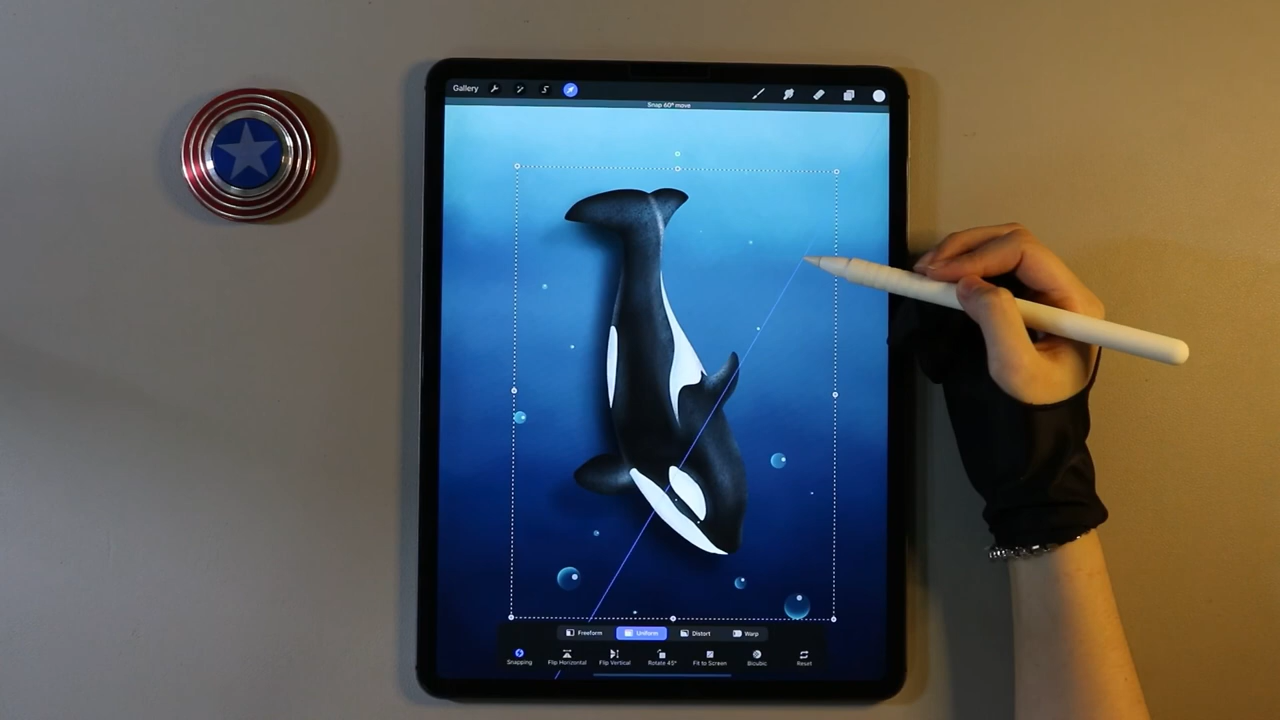 Gallery
Snap 60° move
Freeform Uniform Distort Warp
Snapping Flip Horizontal Flip Vertical Rotate 45° Fit to Screen Bicubic Reset